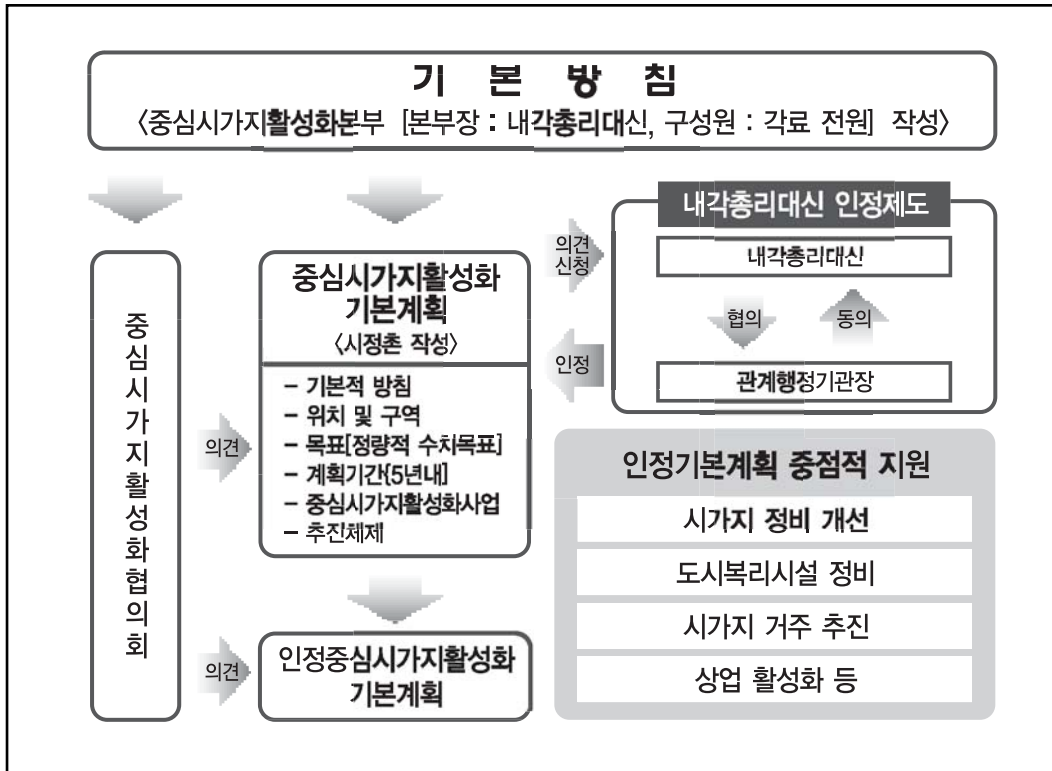 기 본 방 침
〈중심시가지활성화본부 [본부장 : 내각총리대신, 구성원 : 각료 전원] 작성〉
중심시가지활성화협의회
의견
의견
중심시가지활성화
기본계획
〈시정촌 작성〉
– 기본적 방침
– 위치 및 구역
– 목표[정량적 수치목표]
– 계획기간{5년내]
– 중심시가지활성화사업
– 추진체제
인정중심시가지활성화
기본계획
의견
신청
인정
내각총리대신 인정제도
내각총리대신
협의
동의
관계행정기관장
인정기본계획 중점적 지원
시가지 정비 개선
도시복리시설 정비
시가지 거주 추진
상업 활성화 등